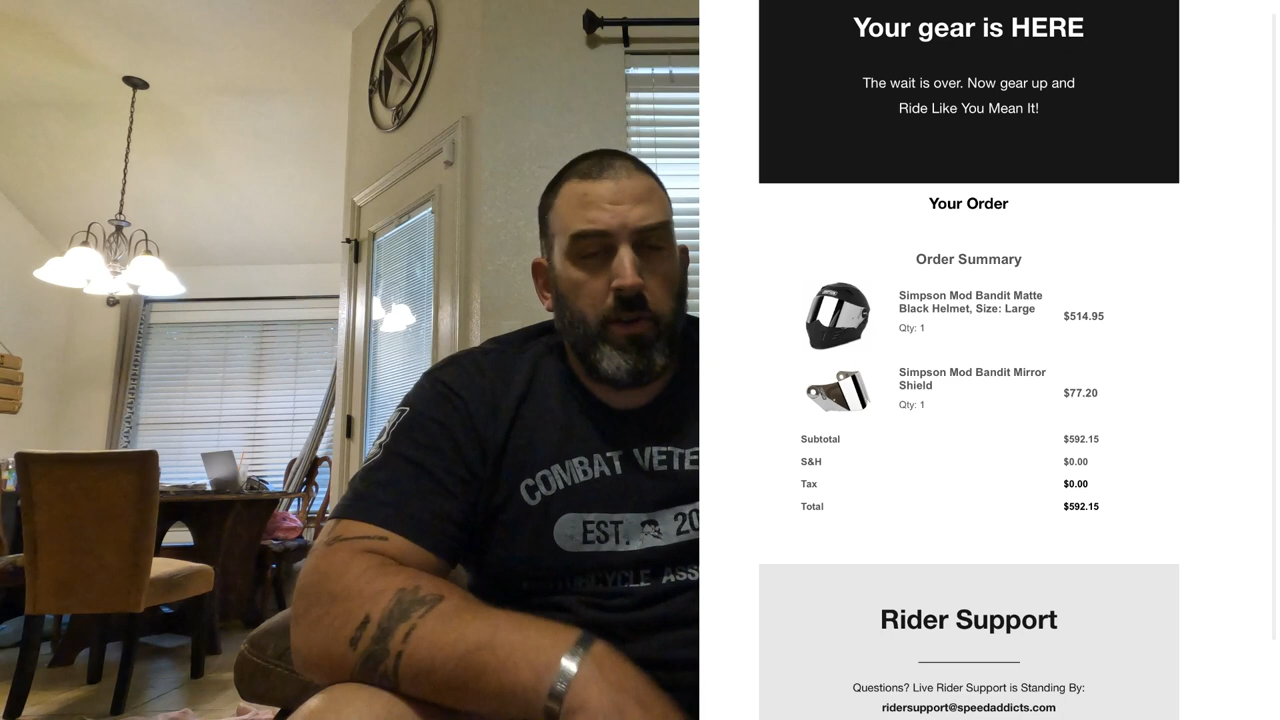 COMBAT VETE
EST. 20
CYCLE ASS
Your gear is HERE
The wait is over. Now gear up and
Ride Like You Mean It!
Your Order
Order Summary
Simpson Mod Bandit Matte
Black Helmet, Size: Large
$514.95
Qty: 1
Simpson Mod Bandit Mirror
Shield
$77.20
Qty: 1
Subtotal $592.15
S&H $0.00
Tax $0.00
Total $592.15
Rider Support
Questions? Live Rider Support is Standing By:
ridersupport@speedaddicts.com